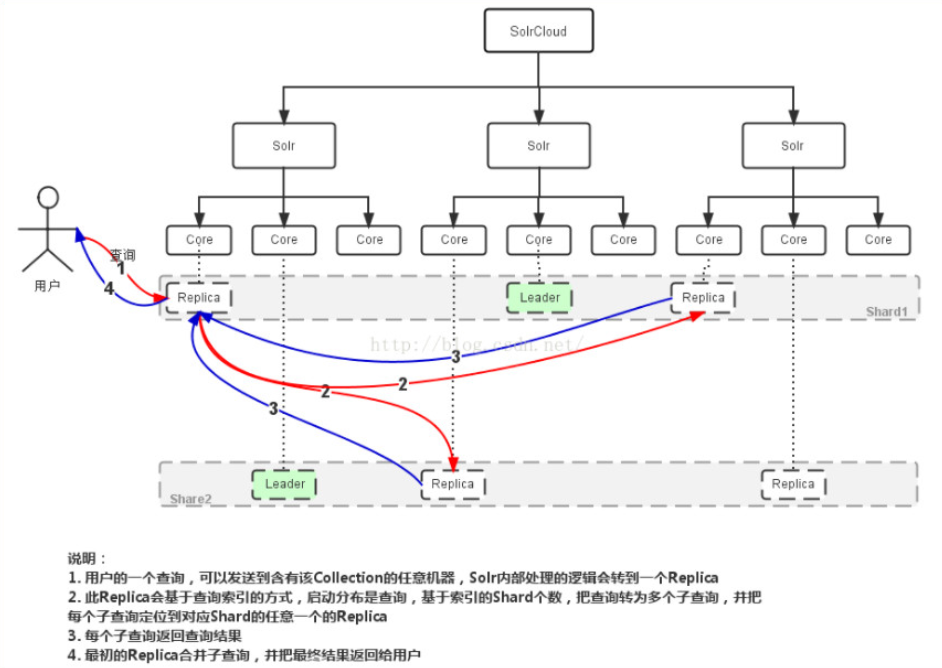 SolrCloud
Solr Solr Solr
Core Core Core Core Core Core Core Core Core
查询
1
4
用户
Replica Leader Replica
Shard1
http://blog.csdn.net/
3
2
2
3
Leader Replica Replica
Share2
说明：
1. 用户的一个查询，可以发送到含有该Collection的任意机器，Solr内部处理的逻辑会转到一个Replica
2. 此Replica会基于查询索引的方式，启动分布是查询，基于索引的Shard个数，把查询转为多个子查询，并把
每个子查询定位到对应Shard的任意一个的Replica
3. 每个子查询返回查询结果
4. 最初的Replica合并子查询，并把最终结果返回给用户